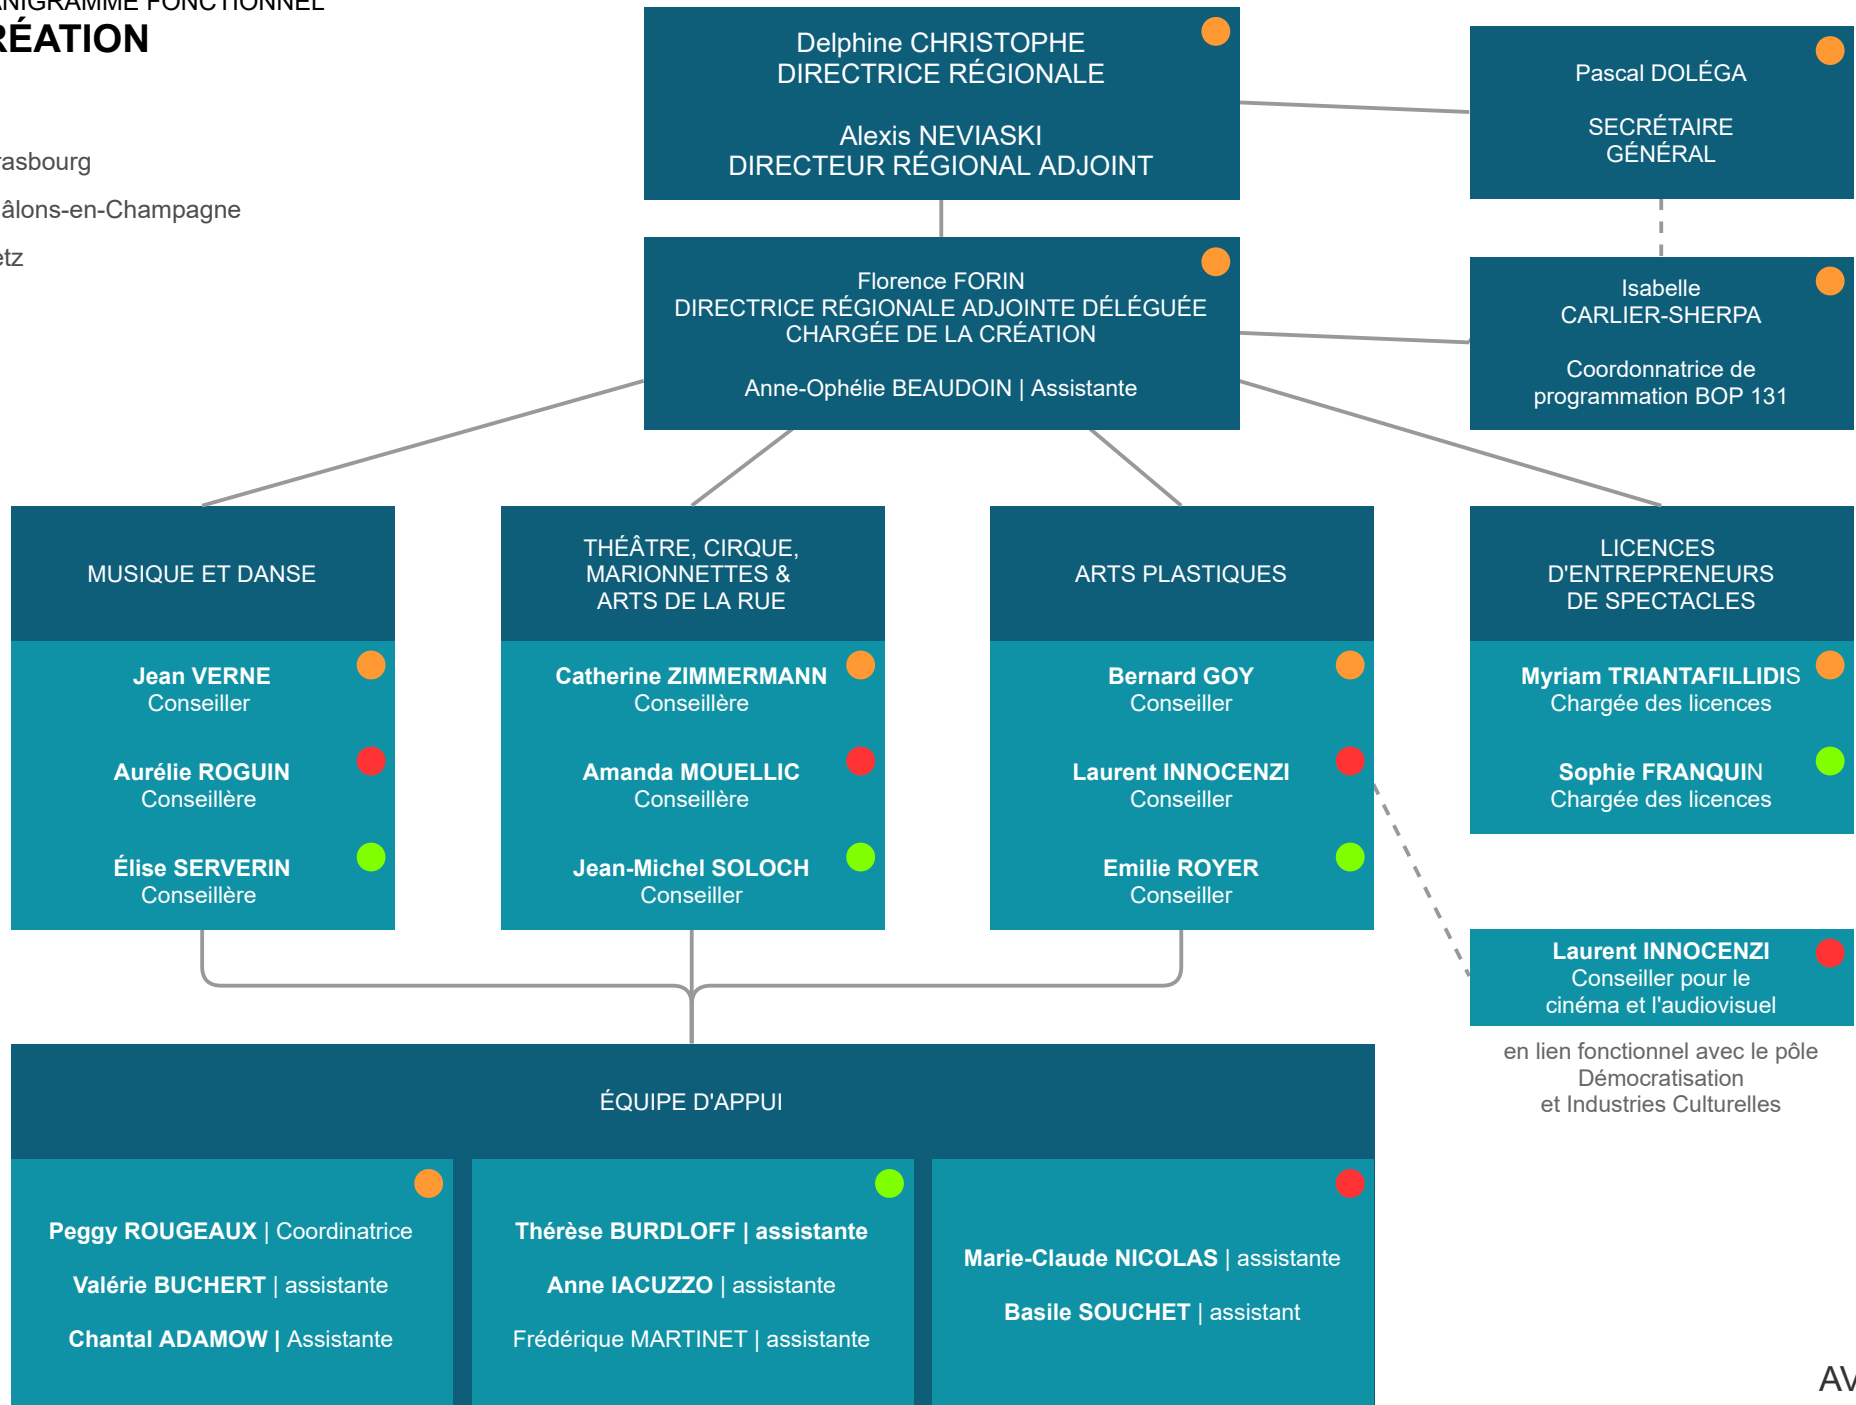 ANIGRAMME FONCTIONNEL
RÉATION
rasbourg
âlons-en-Champagne
etz
Delphine CHRISTOPHE
DIRECTRICE RÉGIONALE
Alexis NEVIASKI
DIRECTEUR RÉGIONAL ADJOINT
Pascal DOLÉGA
SECRÉTAIRE
GÉNÉRAL
Florence FORIN
DIRECTRICE RÉGIONALE ADJOINTE DÉLÉGUÉE
CHARGÉE DE LA CRÉATION
Anne-Ophélie BEAUDOIN | Assistante
Isabelle
CARLIER-SHERPA
Coordonnatrice de
programmation BOP 131
MUSIQUE ET DANSE
Jean VERNE
Conseiller
Aurélie ROGUIN
Conseillère
Élise SERVERIN
Conseillère
THÉÂTRE, CIRQUE,
MARIONNETTES &
ARTS DE LA RUE
Catherine ZIMMERMANN
Conseillère
Amanda MOUELLIC
Conseillère
Jean-Michel SOLOCH
Conseiller
ARTS PLASTIQUES
Bernard GOY
Conseiller
Laurent INNOCENZI
Conseiller
Emilie ROYER
Conseiller
LICENCES
D'ENTREPRENEURS
DE SPECTACLES
Myriam TRIANTAFILLIDIS
Chargée des licences
Sophie FRANQUIN
Chargée des licences
Laurent INNOCENZI
Conseiller pour le
cinéma et l'audiovisuel
en lien fonctionnel avec le pôle
Démocratisation
et Industries Culturelles
ÉQUIPE D'APPUI
Peggy ROUGEAUX | Coordinatrice
Valérie BUCHERT | assistante
Chantal ADAMOW | Assistante
Thérèse BURDLOFF | assistante
Anne IACUZZO | assistante
Frédérique MARTINET | assistante
Marie-Claude NICOLAS | assistante
Basile SOUCHET | assistant
AV